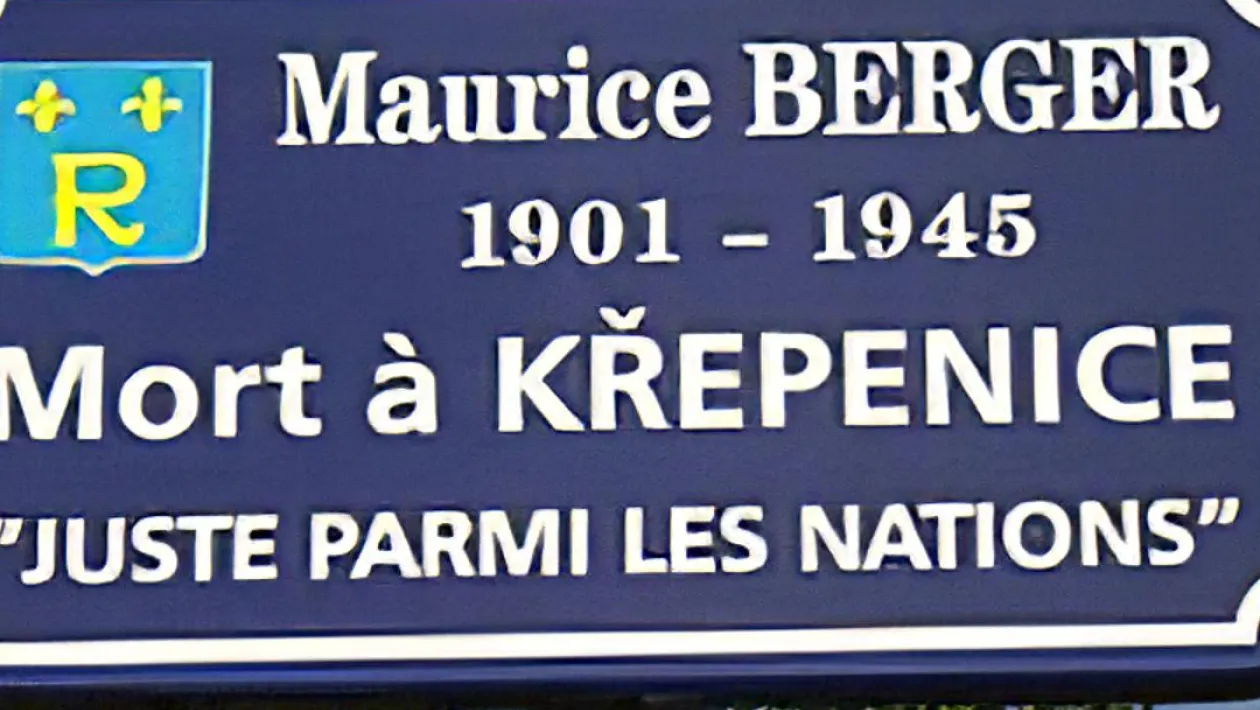 R
Maurice BERGER
1901 – 1945
Mort à KŘEPENICE
"JUSTE PARMI LES NATIONS"